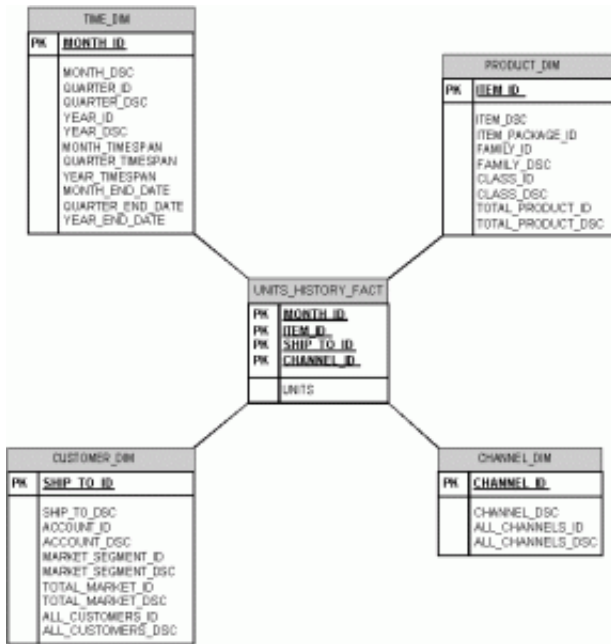 TIME_DIM
PK MONTH_ID
MONTH_DSC
QUARTER_ID
QUARTER_DSC
YEAR_ID
YEAR_DSC
MONTH_TIMESPAN
QUARTER_TIMESPAN
YEAR_TIMESPAN
MONTH_END_DATE
QUARTER_END_DATE
YEAR_END_DATE
PRODUCT_DIM
PK ITEM_ID
ITEM_DSC
ITEM_PACKAGE_ID
FAMILY_ID
FAMILY_DSC
CLASS_ID
CLASS_DSC
TOTAL_PRODUCT_ID
TOTAL_PRODUCT_DSC
UNITS_HISTORY_FACT
PK MONTH_ID
PK ITEM_ID
PK SHIP_TO_ID
PK CHANNEL_ID
UNITS
CUSTOMER_DIM
PK SHIP_TO_ID
SHIP_TO_DSC
ACCOUNT_ID
ACCOUNT_DSC
MARKET_SEGMENT_ID
MARKET_SEGMENT_DSC
TOTAL_MARKET_ID
TOTAL_MARKET_DSC
ALL_CUSTOMERS_ID
ALL_CUSTOMERS_DSC
CHANNEL_DIM
PK CHANNEL_ID
CHANNEL_DSC
ALL_CHANNELS_ID
ALL_CHANNELS_DSC